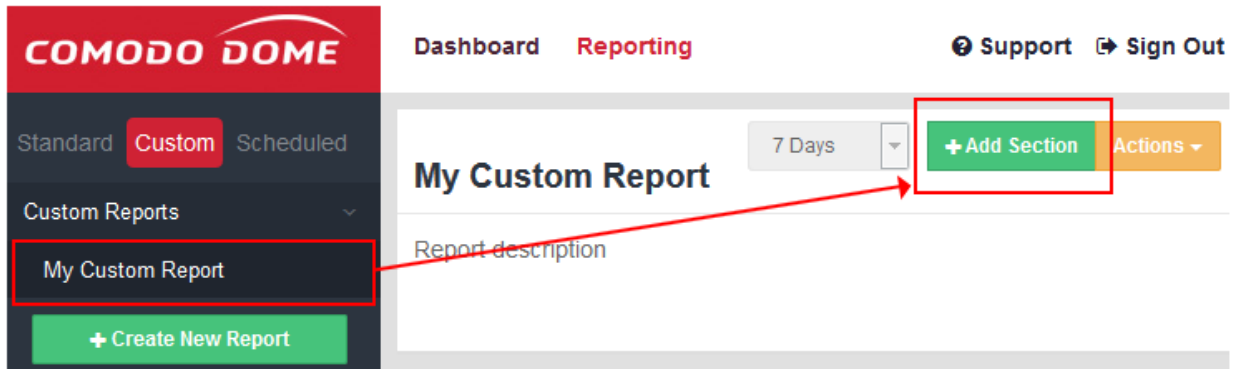 COMODO DOME
Dashboard Reporting Support Sign Out
Standard Custom Scheduled
7 Days +Add Section Actions
My Custom Report
Custom Reports
Report description
My Custom Report
+ Create New Report